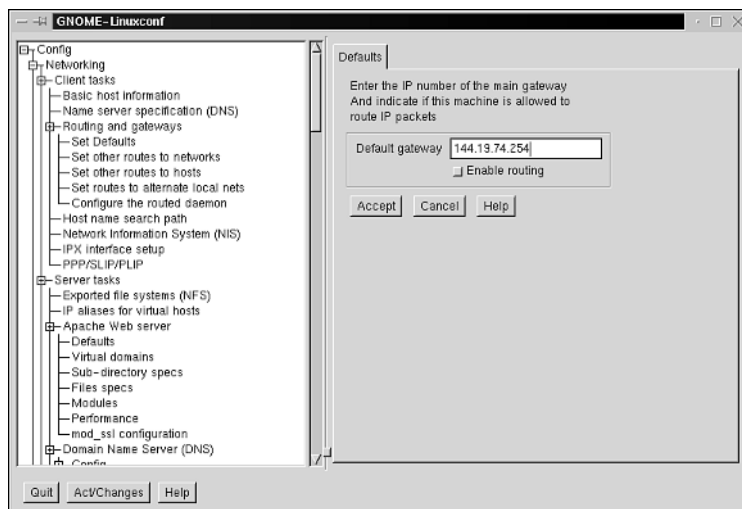 GNOME-Linuxconf
Config
Networking
Client tasks
Basic host information
Name server specification (DNS)
Routing and gateways
Set Defaults
Set other routes to networks
Set other routes to hosts
Set routes to alternate local nets
Configure the routed daemon
Host name search path
Network Information System (NIS)
IPX interface setup
PPP/SLIP/PLIP
Server tasks
Exported file systems (NFS)
IP aliases for virtual hosts
Apache Web server
Defaults
Virtual domains
Sub-directory specs
Files specs
Modules
Performance
mod_ssl configuration
Domain Name Server (DNS)
Config
Defaults
Enter the IP number of the main gateway
And indicate if this machine is allowed to
route IP packets
Default gateway 144.19.74.254
Enable routing
Accept Cancel Help
Quit Act/Changes Help